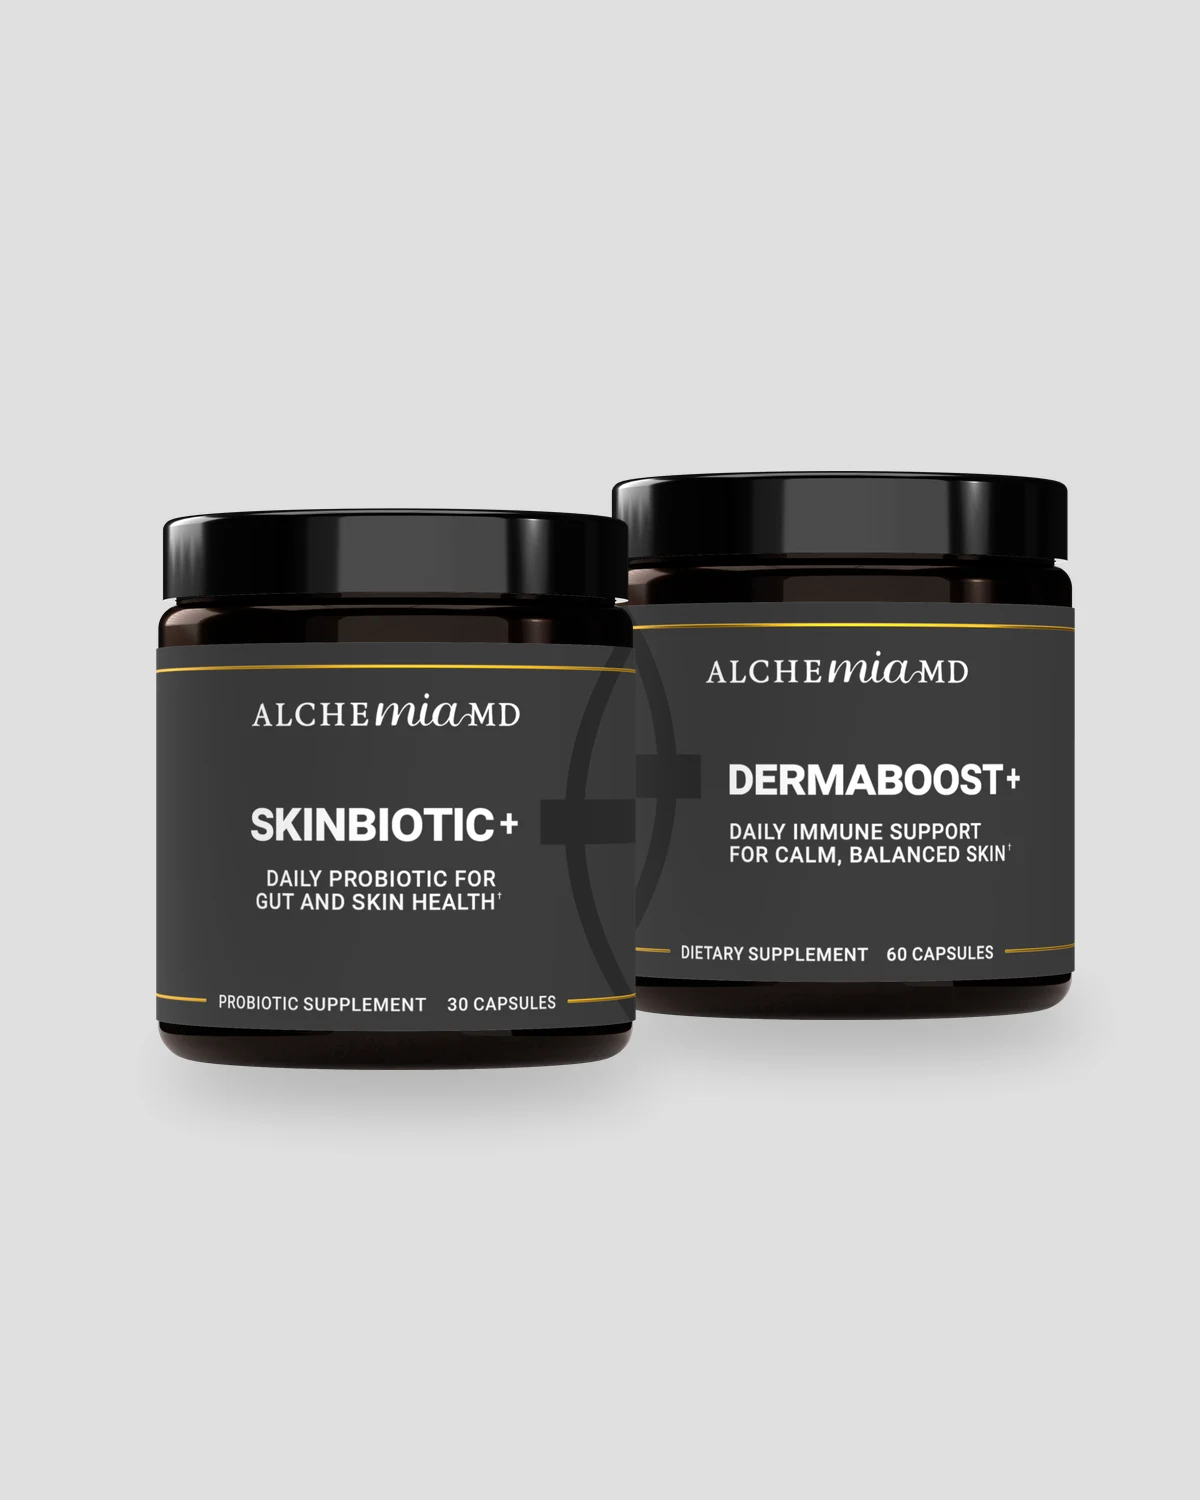 ALCHEmiaMD
SKINBIOTIC+
DAILY PROBIOTIC FOR
GUT AND SKIN HEALTH†
PROBIOTIC SUPPLEMENT 30 CAPSULES
ALCHEmiaMD
DERMABOOST+
DAILY IMMUNE SUPPORT
FOR CALM, BALANCED SKIN†
DIETARY SUPPLEMENT 60 CAPSULES